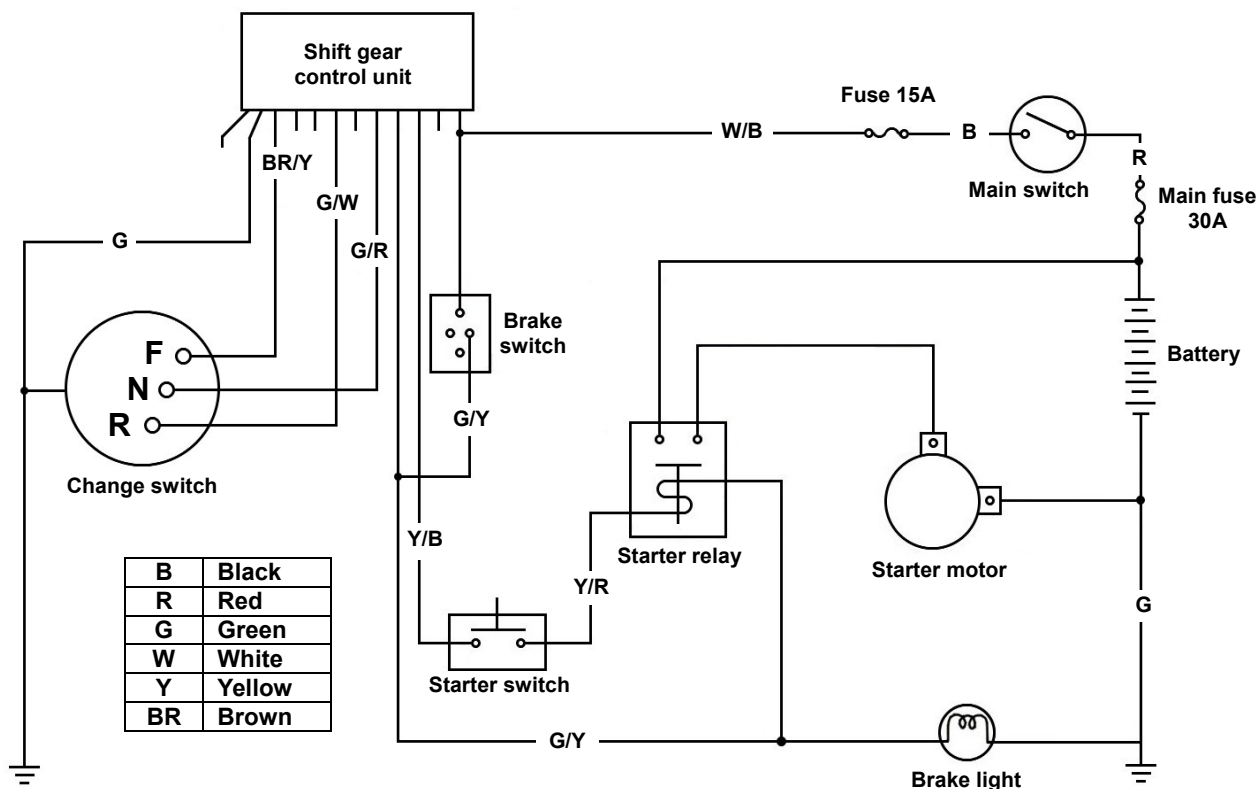 Shift gear
control unit
Fuse 15A
W/B
B
R
Main switch
Main fuse
30A
BR/Y
G/W
G
G/R
Brake
switch
F
N
R
Change switch
Battery
G/Y
Y/B
Starter relay
Starter motor
Y/R
G
Starter switch
G/Y
Brake light
B Black
R Red
G Green
W White
Y Yellow
BR Brown